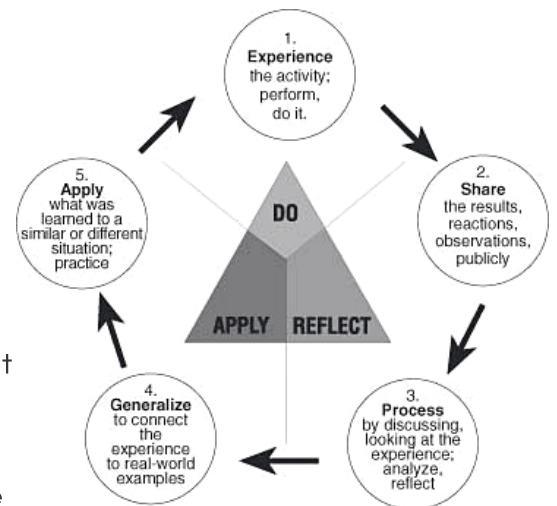 1.
Experience
the activity;
perform,
do it.
2.
Share
the results,
reactions,
observations,
publicly
3.
Process
by discussing,
looking at the
experience;
analyze,
reflect
4.
Generalize
to connect
the
experience
to real-world
examples
5.
Apply
what was
learned to a
similar or different
situation;
practice
DO
APPLY
REFLECT